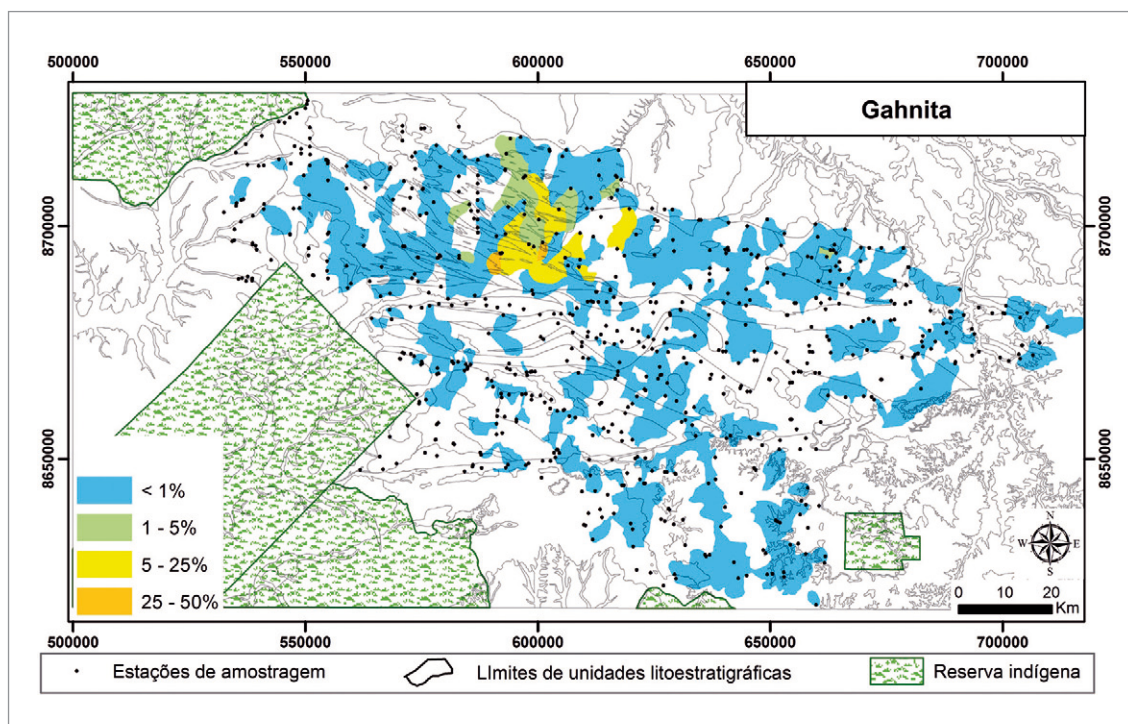 500000 550000 600000 650000 700000
Gahnita
8700000 8700000
8650000 8650000
< 1%
1 - 5%
5 - 25%
25 - 50%
N
W E
S
0 10 20
Km
500000 550000 600000 650000 700000
Estações de amostragem LÍmites de unidades litoestratigráficas Reserva indígena